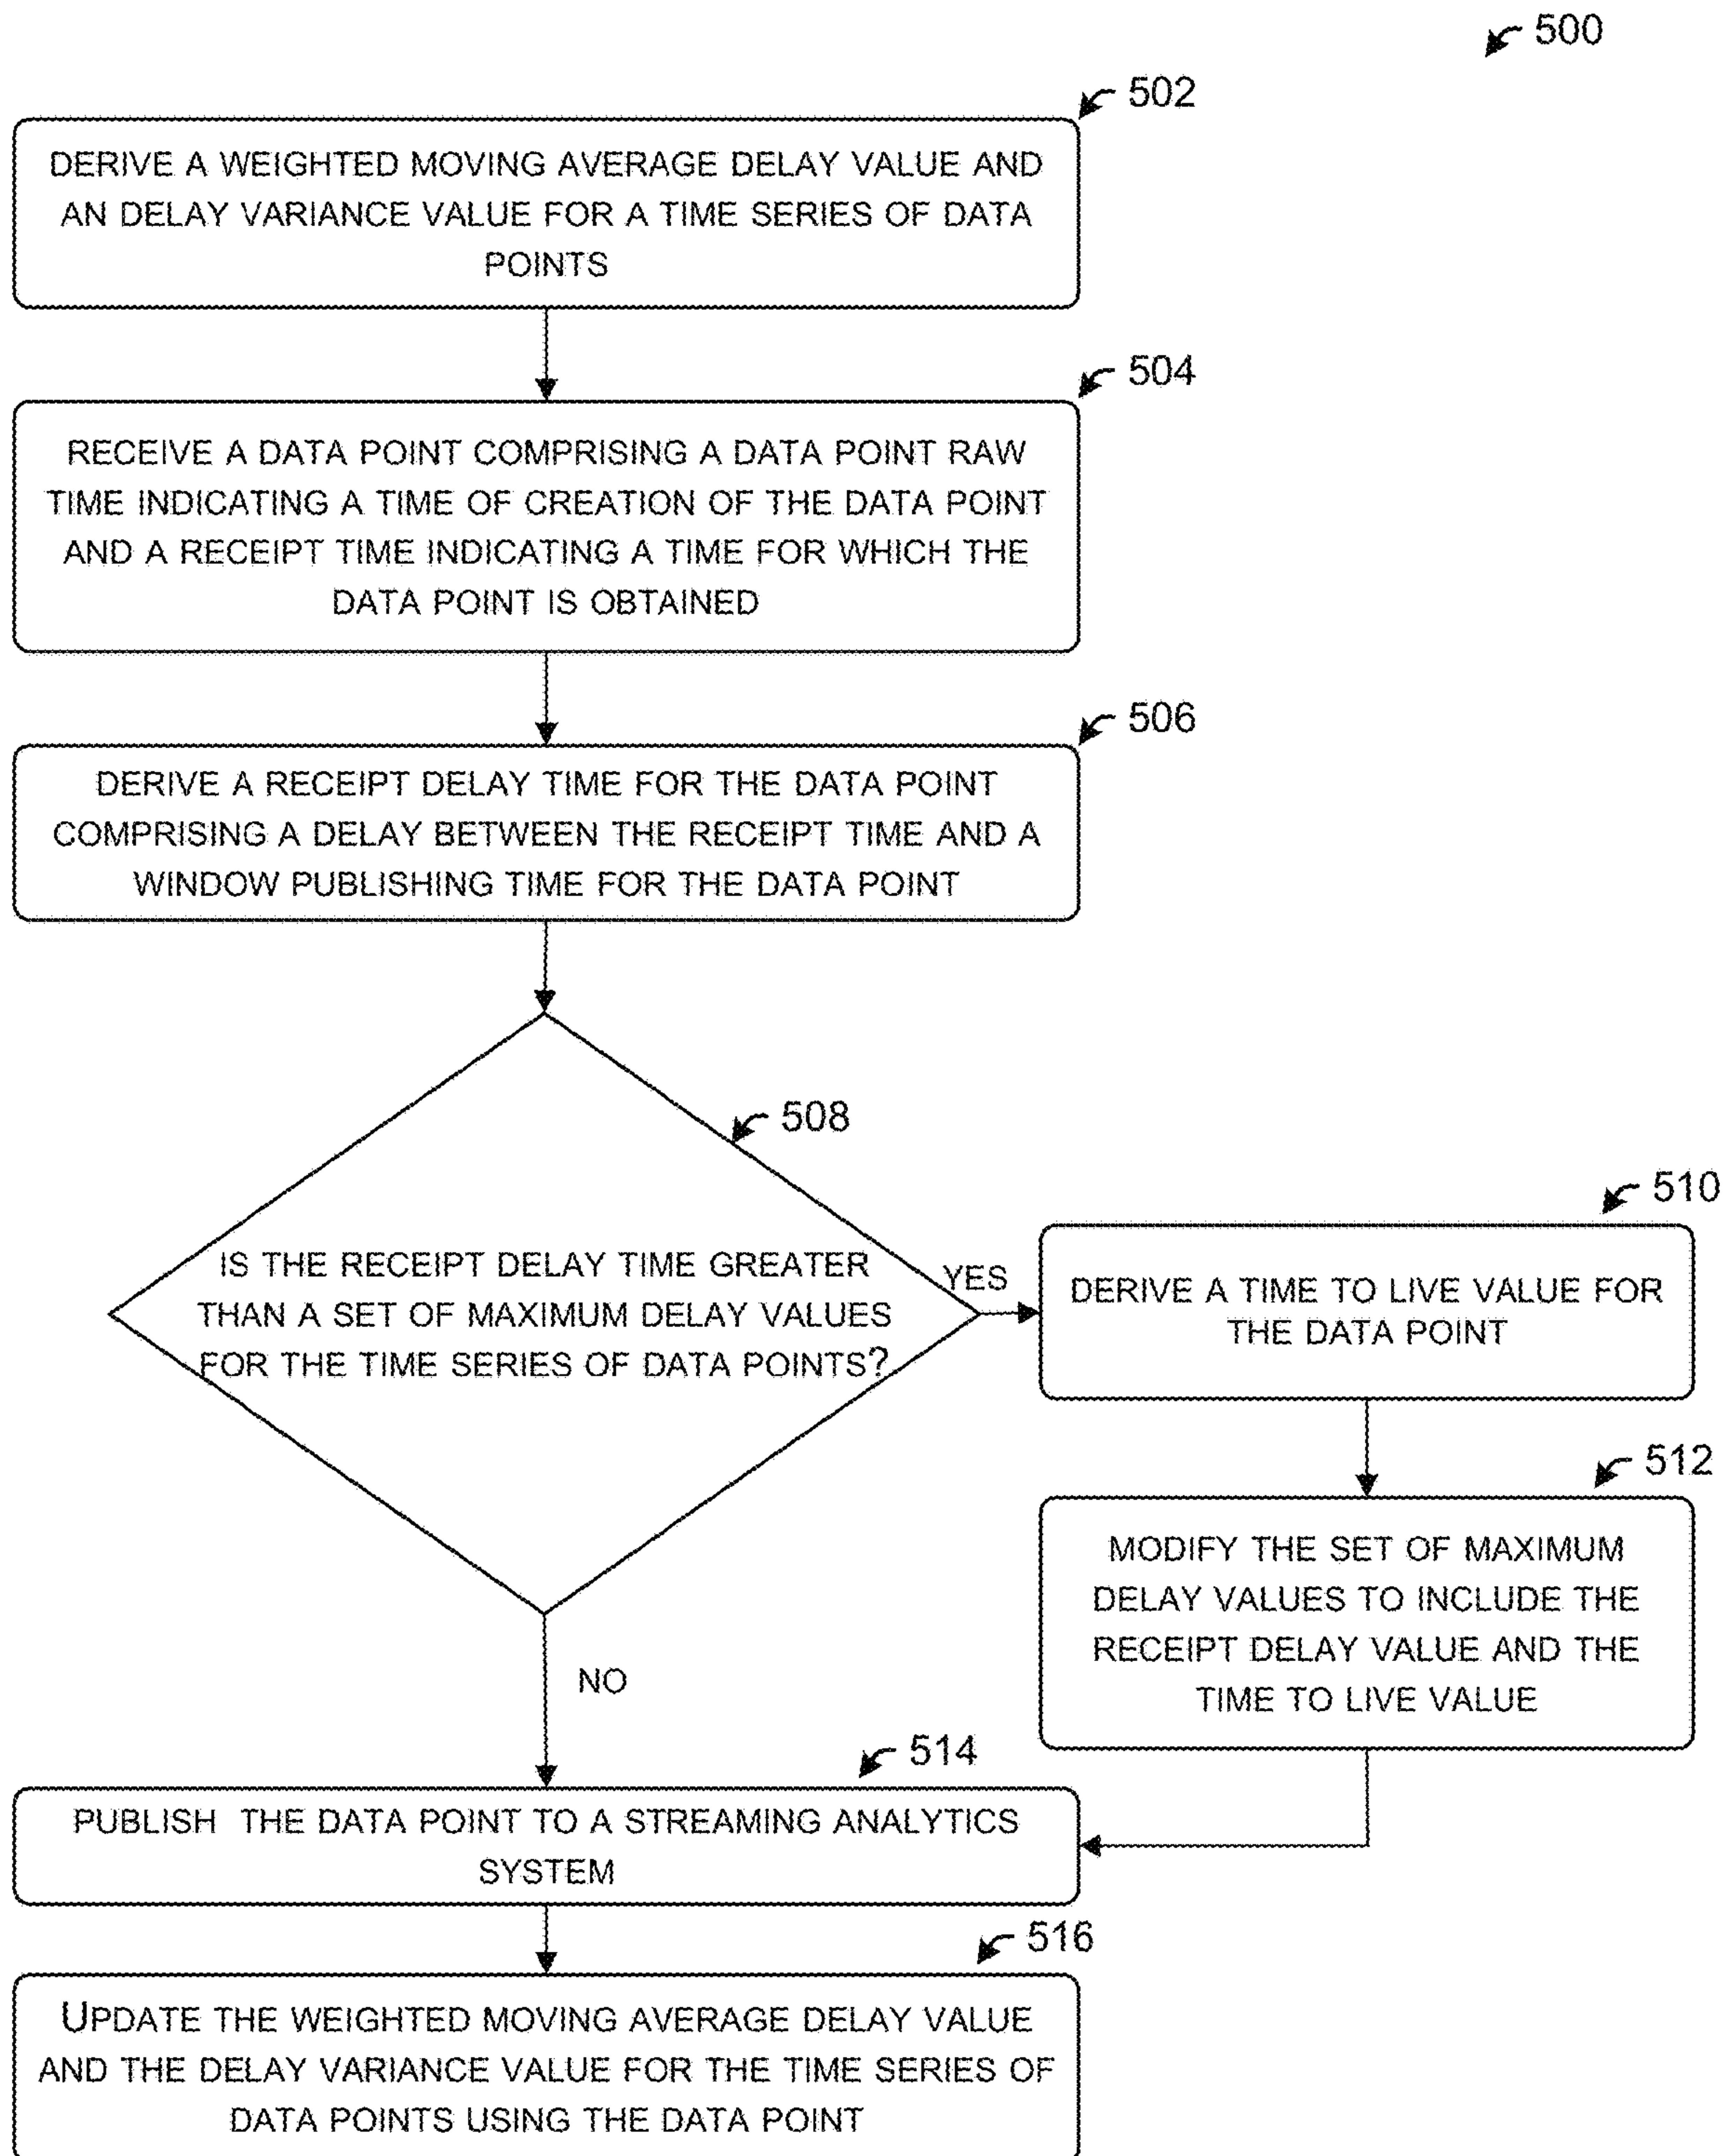 500
502
DERIVE A WEIGHTED MOVING AVERAGE DELAY VALUE AND
AN DELAY VARIANCE VALUE FOR A TIME SERIES OF DATA
POINTS
504
RECEIVE A DATA POINT COMPRISING A DATA POINT RAW
TIME INDICATING A TIME OF CREATION OF THE DATA POINT
AND A RECEIPT TIME INDICATING A TIME FOR WHICH THE
DATA POINT IS OBTAINED
506
DERIVE A RECEIPT DELAY TIME FOR THE DATA POINT
COMPRISING A DELAY BETWEEN THE RECEIPT TIME AND A
WINDOW PUBLISHING TIME FOR THE DATA POINT
508
IS THE RECEIPT DELAY TIME GREATER
THAN A SET OF MAXIMUM DELAY VALUES
FOR THE TIME SERIES OF DATA POINTS?
YES
510
DERIVE A TIME TO LIVE VALUE FOR
THE DATA POINT
512
MODIFY THE SET OF MAXIMUM
DELAY VALUES TO INCLUDE THE
RECEIPT DELAY VALUE AND THE
TIME TO LIVE VALUE
NO
514
PUBLISH THE DATA POINT TO A STREAMING ANALYTICS
SYSTEM
516
UPDATE THE WEIGHTED MOVING AVERAGE DELAY VALUE
AND THE DELAY VARIANCE VALUE FOR THE TIME SERIES OF
DATA POINTS USING THE DATA POINT